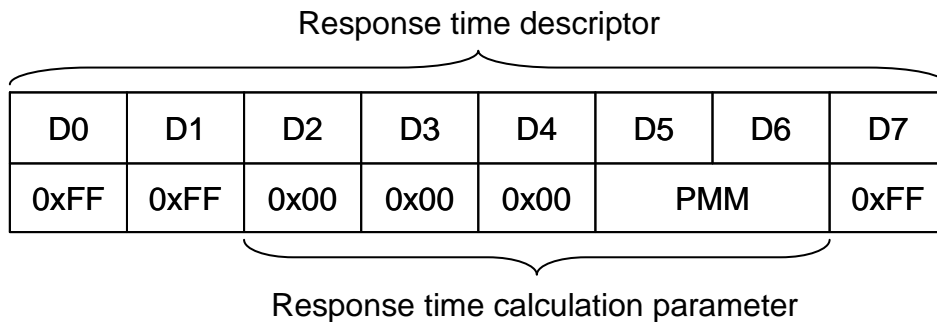 Response time descriptor
D0 D1 D2 D3 D4 D5 D6 D7
0xFF 0xFF 0x00 0x00 0x00 PMM 0xFF
Response time calculation parameter